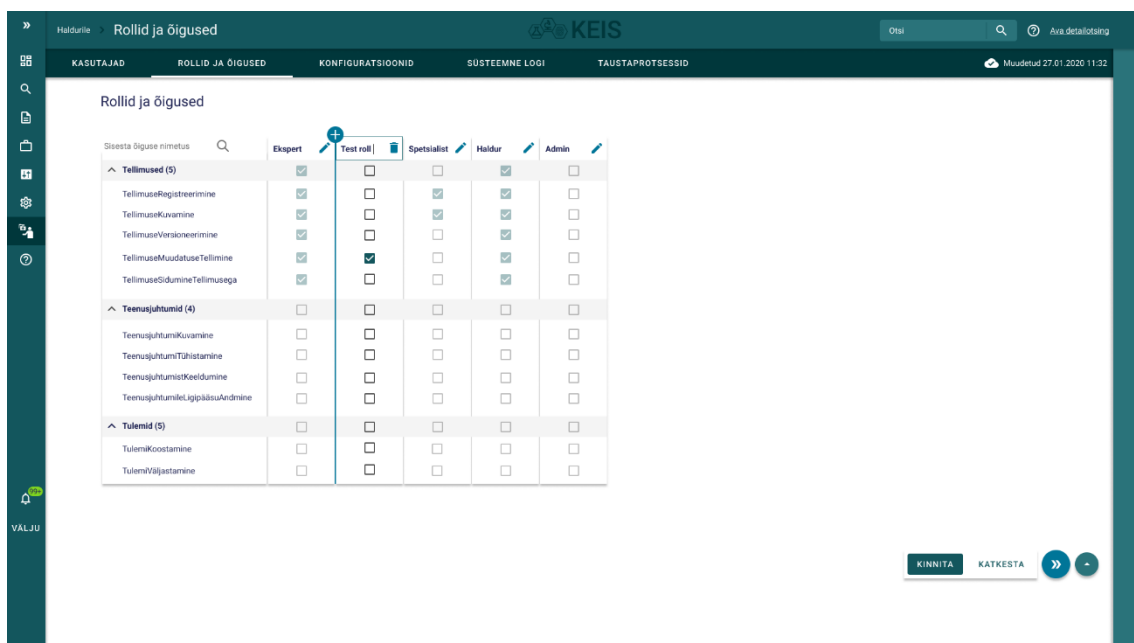 Haldurile > Rollid ja õigused
KEIS
Otsi
Ava detailotsing
KASUTAJAD ROLLID JA ÕIGUSED KONFIGURATSIOONID SÜSTEEMNE LOGI TAUSTAPROTSESSID
Muudetud 27.01.2020 11:32
Rollid ja õigused
Sisesta õiguse nimetus Ekspert Test roll Spetsialist Haldur Admin
Tellimused (5)
TellimuseRegistreerimine
TellimuseKuvamine
TellimuseVersioneerimine
TellimuseMuudatuseTellimine
TellimuseSidumineTellimusega
Teenusjuhtumid (4)
TeenusjuhtumiKuvamine
TeenusjuhtumiTühistamine
TeenusjuhtumistKeeldumine
TeenusjuhtumileLigipääsuAndmine
Tulemid (5)
TulemiKoostamine
TulemiVäljastamine
99+
VÄLJU
KINNITA KATKESTA